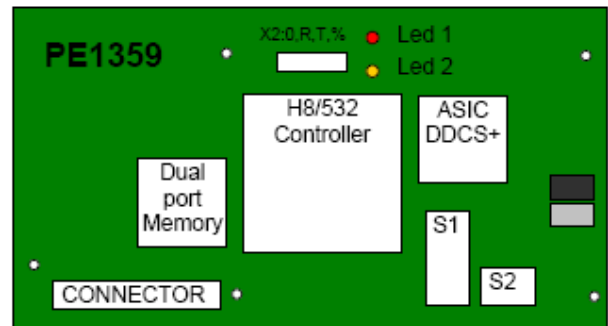 X2:0,R,T,%
Led 1
PE1359
Led 2
H8/532
Controller
ASIC
DDCS+
Dual
port
Memory
S1
S2
CONNECTOR